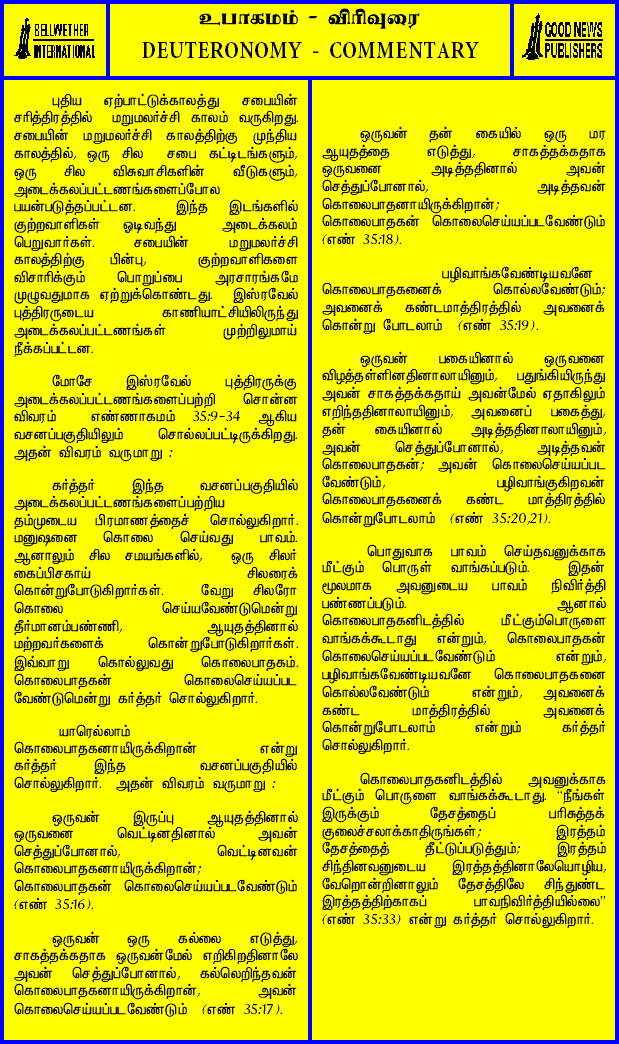 BELLWETHER
INTERNATIONAL
உபாகமம் - விரிவுரை
DEUTERONOMY - COMMENTARY
GOOD NEWS
PUBLISHERS
புதிய ஏற்பாட்டுக்காலத்து சபையின்
சரித்திரத்தில் மறுமலர்ச்சி காலம் வருகிறது.
சபையின் மறுமலர்ச்சி காலத்திற்கு முந்திய
காலத்தில், ஒரு சில சபை கட்டிடங்களும்,
ஒரு சில விசுவாசிகளின் வீடுகளும்,
அடைக்கலப்பட்டணங்களைப்போல
பயன்படுத்தப்பட்டன. இந்த இடங்களில்
குற்றவாளிகள் ஓடிவந்து அடைக்கலம்
பெறுவார்கள். சபையின் மறுமலர்ச்சி
காலத்திற்கு பின்பு, குற்றவாளிகளை
விசாரிக்கும் பொறுப்பை அரசாரங்கமே
முழுவதுமாக ஏற்றுக்கொண்டது. இஸ்ரவேல்
புத்திரருடைய காணியாட்சியிலிருந்து
அடைக்கலப்பட்டணங்கள் முற்றிலுமாய்
நீக்கப்பட்டன.
மோசே இஸ்ரவேல் புத்திரருக்கு
அடைக்கலப்பட்டணங்களைப்பற்றி சொன்ன
விவரம் எண்ணாகமம் 35:9-34 ஆகிய
வசனப்பகுதியிலும் சொல்லப்பட்டிருக்கிறது.
அதன் விவரம் வருமாறு :
கர்த்தர் இந்த வசனப்பகுதியில்
அடைக்கலப்பட்டணங்களைப்பற்றிய
தம்முடைய பிரமாணத்தைச் சொல்லுகிறார்.
மனுஷனை கொலை செய்வது பாவம்.
ஆனாலும் சில சமயங்களில், ஒரு சிலர்
கைப்பிசகாய் சிலரைக்
கொன்றுபோடுகிறார்கள். வேறு சிலரோ
கொலை செய்யவேண்டுமென்று
தீர்மானம்பண்ணி, ஆயுதத்தினால்
மற்றவர்களைக் கொன்றுபோடுகிறார்கள்.
இவ்வாறு கொல்லுவது கொலைபாதகம்.
கொலைபாதகன் கொலைசெய்யப்பட
வேண்டுமென்று கர்த்தர் சொல்லுகிறார்.
யாரெல்லாம்
கொலைபாதகனாயிருக்கிறான் என்று
கர்த்தர் இந்த வசனப்பகுதியில்
சொல்லுகிறார். அதன் விவரம் வருமாறு :
ஒருவன் இருப்பு ஆயுதத்தினால்
ஒருவனை வெட்டினதினால் அவன்
செத்துப்போனால், வெட்டினவன்
கொலைபாதகனாயிருக்கிறான்;
கொலைபாதகன் கொலைசெய்யப்படவேண்டும்
(எண் 35:16).
ஒருவன் ஒரு கல்லை எடுத்து,
சாகத்தக்கதாக ஒருவன்மேல் எறிகிறதினாலே
அவன் செத்துப்போனால், கல்லெறிந்தவன்
கொலைபாதகனாயிருக்கிறான், அவன்
கொலைசெய்யப்படவேண்டும் (எண் 35:17).
ஒருவன் தன் கையில் ஒரு மர
ஆயுதத்தை எடுத்து, சாகத்தக்கதாக
ஒருவனை அடித்ததினால் அவன்
செத்துப்போனால், அடித்தவன்
கொலைபாதனாயிருக்கிறான்;
கொலைபாதகன் கொலைசெய்யப்படவேண்டும்
(எண் 35:18).
பழிவாங்கவேண்டியவனே
கொலைபாதகனைக் கொல்லவேண்டும்;
அவனைக் கண்டமாத்திரத்தில் அவனைக்
கொன்று போடலாம் (எண் 35:19).
ஒருவன் பகையினால் ஒருவனை
விழத்தள்ளினதினாலாயினும், பதுங்கியிருந்து
அவன் சாகத்தக்கதாய் அவன்மேல் ஏதாகிலும்
எறிந்ததினாலாயினும், அவனைப் பகைத்து,
தன் கையினால் அடித்ததினாலாயினும்,
அவன் செத்துப்போனால், அடித்தவன்
கொலைபாதகன்; அவன் கொலைசெய்யப்பட
வேண்டும், பழிவாங்குகிறவன்
கொலைபாதகனைக் கண்ட மாத்திரத்தில்
கொன்றுபோடலாம் (எண் 35:20,21).
பொதுவாக பாவம் செய்தவனுக்காக
மீட்கும் பொருள் வாங்கப்படும். இதன்
மூலமாக அவனுடைய பாவம் நிவிர்த்தி
பண்ணப்படும். ஆனால்
கொலைபாதகனிடத்தில் மீட்கும்பொருளை
வாங்கக்கூடாது என்றும், கொலைபாதகன்
கொலைசெய்யப்படவேண்டும் என்றும்,
பழிவாங்கவேண்டியவனே கொலைபாதகனை
கொல்லவேண்டும் என்றும், அவனைக்
கண்ட மாத்திரத்தில் அவனைக்
கொன்றுபோடலாம் என்றும் கர்த்தர்
சொல்லுகிறார்.
கொலைபாதகனிடத்தில் அவனுக்காக
மீட்கும் பொருளை வாங்கக்கூடாது. “நீங்கள்
இருக்கும் தேசத்தைப் பரிசுத்தக்
குலைச்சலாக்காதிருங்கள்; இரத்தம்
தேசத்தைத் தீட்டுப்படுத்தும்; இரத்தம்
சிந்தினவனுடைய இரத்தத்தினாலேயொழிய,
வேறொன்றினாலும் தேசத்திலே சிந்துண்ட
இரத்தத்திற்காகப் பாவநிவிர்த்தியில்லை”
(எண் 35:33) என்று கர்த்தர் சொல்லுகிறார்.